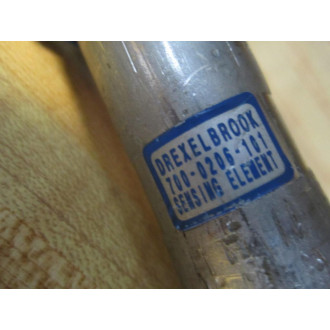 DREXELBROOK
700-0206-101
SENSING ELEMENT